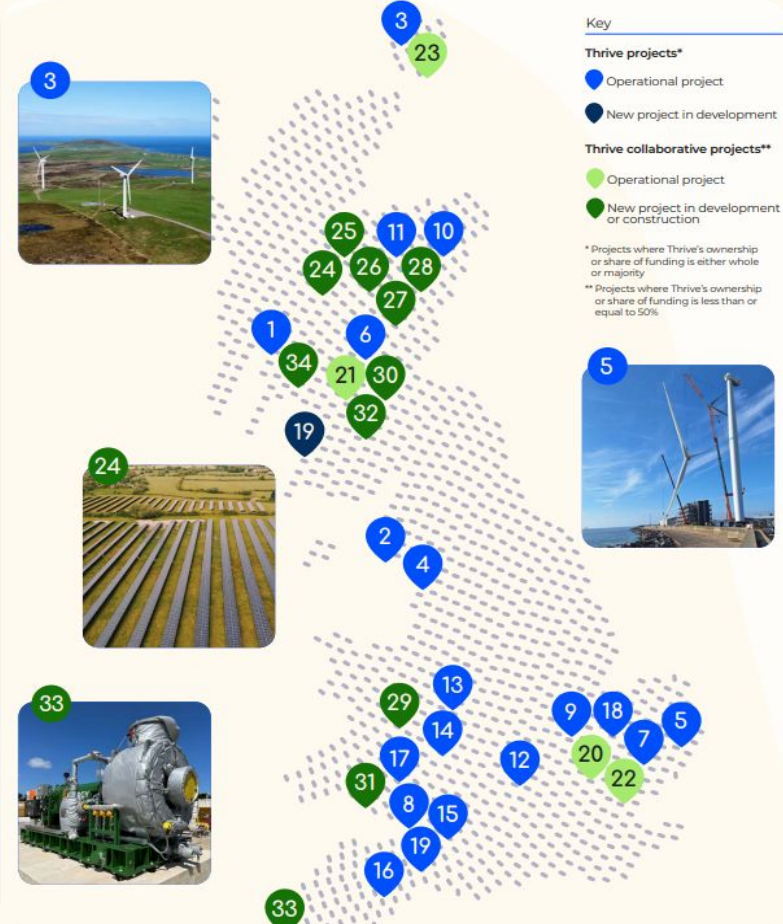 3
23
Key
Thrive projects*
Operational project
New project in development
Thrive collaborative projects**
Operational project
New project in development
or construction
* Projects where Thrive's ownership
or share of funding is either whole
or majority
** Projects where Thrive's ownership
or share of funding is less than or
equal to 50%
3
25
11
10
24
26
28
27
1
6
34
21
30
32
19
5
24
2
4
33
29
13
14
9
18
5
7
20
22
17
12
31
8
15
19
16
33